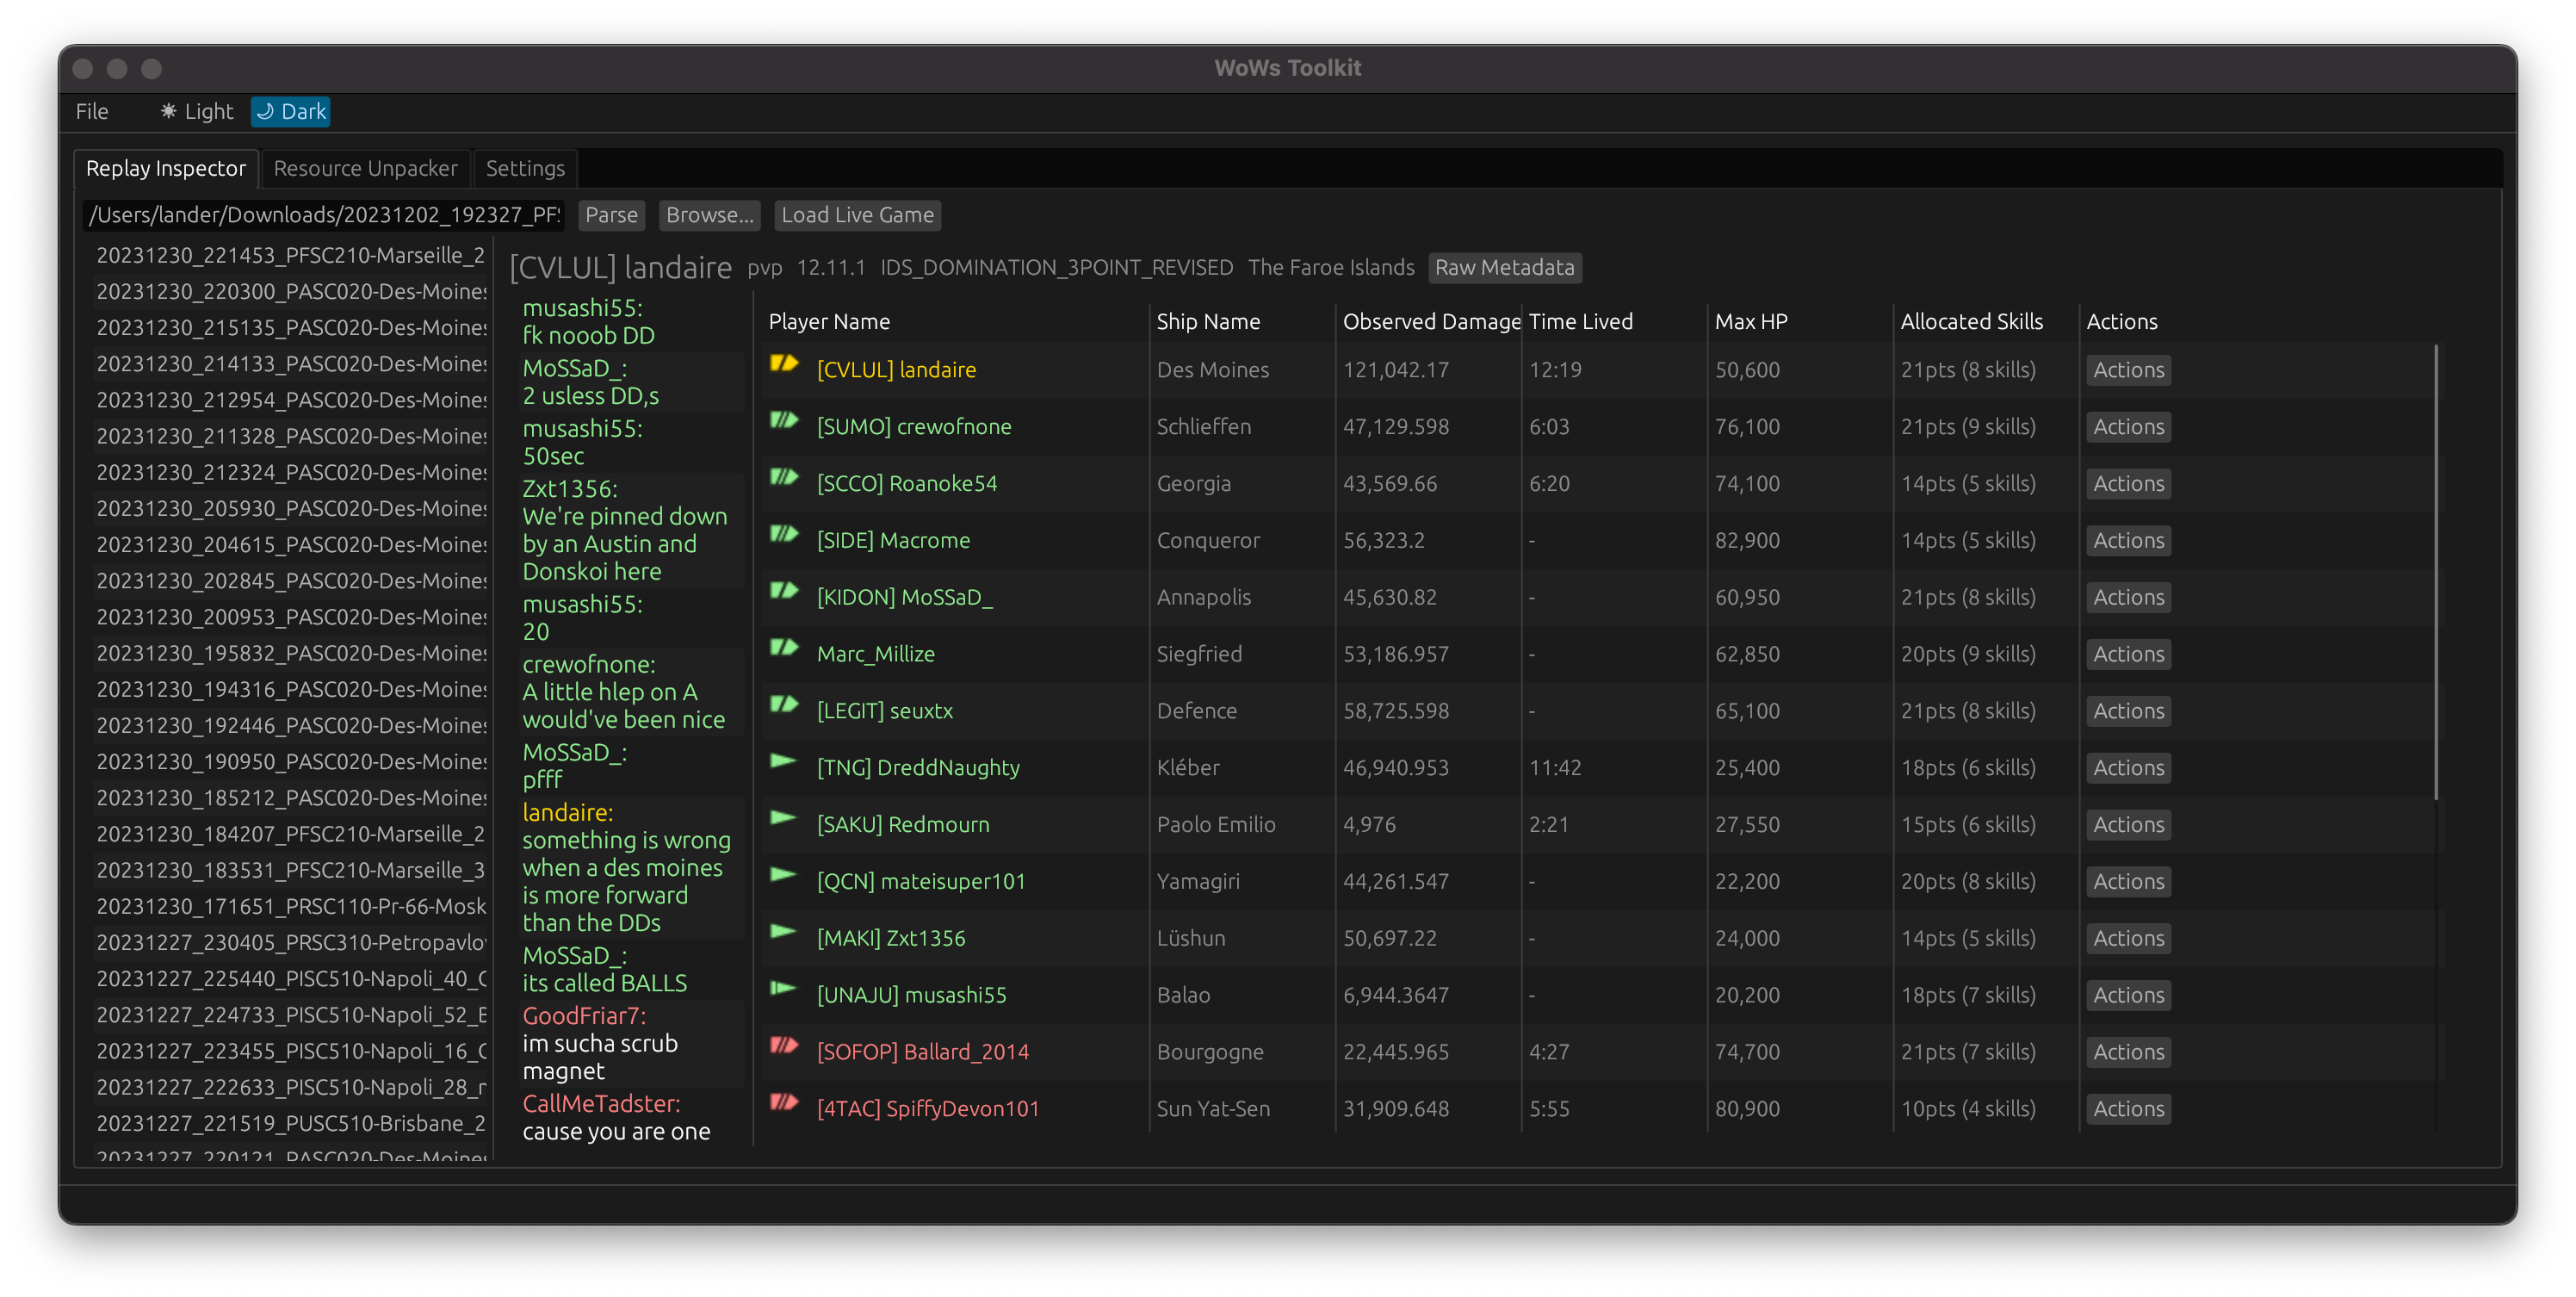 WoWs Toolkit
File ☀ Light 🌙 Dark
Replay Inspector Resource Unpacker Settings
/Users/lander/Downloads/20231202_192327_PFS Parse Browse... Load Live Game
20231230_221453_PFSC210-Marseille_2
20231230_220300_PASC020-Des-Moines
20231230_215135_PASC020-Des-Moines
20231230_214133_PASC020-Des-Moines
20231230_212954_PASC020-Des-Moines
20231230_211328_PASC020-Des-Moines
20231230_212324_PASC020-Des-Moines
20231230_205930_PASC020-Des-Moines
20231230_204615_PASC020-Des-Moines
20231230_202845_PASC020-Des-Moines
20231230_200953_PASC020-Des-Moines
20231230_195832_PASC020-Des-Moines
20231230_194316_PASC020-Des-Moines
20231230_192446_PASC020-Des-Moines
20231230_190950_PASC020-Des-Moines
20231230_185212_PASC020-Des-Moines
20231230_184207_PFSC210-Marseille_2
20231230_183531_PFSC210-Marseille_3
20231230_171651_PRSC110-Pr-66-Mosk
20231227_230405_PRSC310-Petropavlov
20231227_225440_PISC510-Napoli_40_C
20231227_224733_PISC510-Napoli_52_E
20231227_223455_PISC510-Napoli_16_C
20231227_222633_PISC510-Napoli_28_r
20231227_221519_PUSC510-Brisbane_2
20231227_220121_PASC020-Des-Moines
[CVLUL] landaire pvp 12.11.1 IDS_DOMINATION_3POINT_REVISED The Faroe Islands Raw Metadata
musashi55:
fk nooob DD
MoSSaD_:
2 usless DD,s
musashi55:
50sec
Zxt1356:
We're pinned down
by an Austin and
Donskoi here
musashi55:
20
crewofnone:
A little hlep on A
would've been nice
MoSSaD_:
pfff
landaire:
something is wrong
when a des moines
is more forward
than the DDs
MoSSaD_:
its called BALLS
GoodFriar7:
im sucha scrub
magnet
CallMeTadster:
cause you are one
Player Name Ship Name Observed Damage Time Lived Max HP Allocated Skills Actions
[CVLUL] landaire Des Moines 121,042.17 12:19 50,600 21pts (8 skills) Actions
[SUMO] crewofnone Schlieffen 47,129.598 6:03 76,100 21pts (9 skills) Actions
[SCCO] Roanoke54 Georgia 43,569.66 6:20 74,100 14pts (5 skills) Actions
[SIDE] Macrome Conqueror 56,323.2 - 82,900 14pts (5 skills) Actions
[KIDON] MoSSaD_ Annapolis 45,630.82 - 60,950 21pts (8 skills) Actions
Marc_Millize Siegfried 53,186.957 - 62,850 20pts (9 skills) Actions
[LEGIT] seuxtx Defence 58,725.598 - 65,100 21pts (8 skills) Actions
[TNG] DreddNaughty Kléber 46,940.953 11:42 25,400 18pts (6 skills) Actions
[SAKU] Redmourn Paolo Emilio 4,976 2:21 27,550 15pts (6 skills) Actions
[QCN] mateisuper101 Yamagiri 44,261.547 - 22,200 20pts (8 skills) Actions
[MAKI] Zxt1356 Lüshun 50,697.22 - 24,000 14pts (5 skills) Actions
[UNAJU] musashi55 Balao 6,944.3647 - 20,200 18pts (7 skills) Actions
[SOFOP] Ballard_2014 Bourgogne 22,445.965 4:27 74,700 21pts (7 skills) Actions
[4TAC] SpiffyDevon101 Sun Yat-Sen 31,909.648 5:55 80,900 10pts (4 skills) Actions